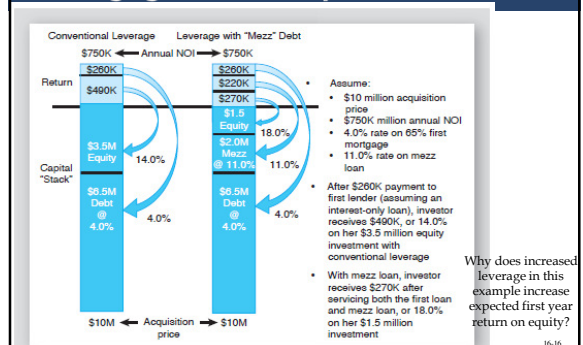 Conventional Leverage
Leverage with "Mezz" Debt
$750K
Annual NOI
$750K
$260K
$490K
Return
$3.5M
Equity
14.0%
Capital
"Stack"
$6.5M
Debt
@
4.0%
4.0%
$10M
Acquisition
price
$10M
$260K
$220K
$270K
$1.5
Equity
18.0%
$2.0M
Mezz
@ 11.0%
11.0%
$6.5M
Debt
@
4.0%
4.0%
• Assume:
• $10 million acquisition
price
• $750K million annual NOI
• 4.0% rate on 65% first
mortgage
• 11.0% rate on mezz
loan
• After $260K payment to
first lender (assuming an
interest-only loan), investor
receives $490K, or 14.0%
on her $3.5 million equity
investment with
conventional leverage
• With mezz loan, investor
receives $270K after
servicing both the first loan
and mezz loan, or 18.0%
on her $1.5 million
investment
Why does increased
leverage in this
example increase
expected first year
return on equity?
16-16